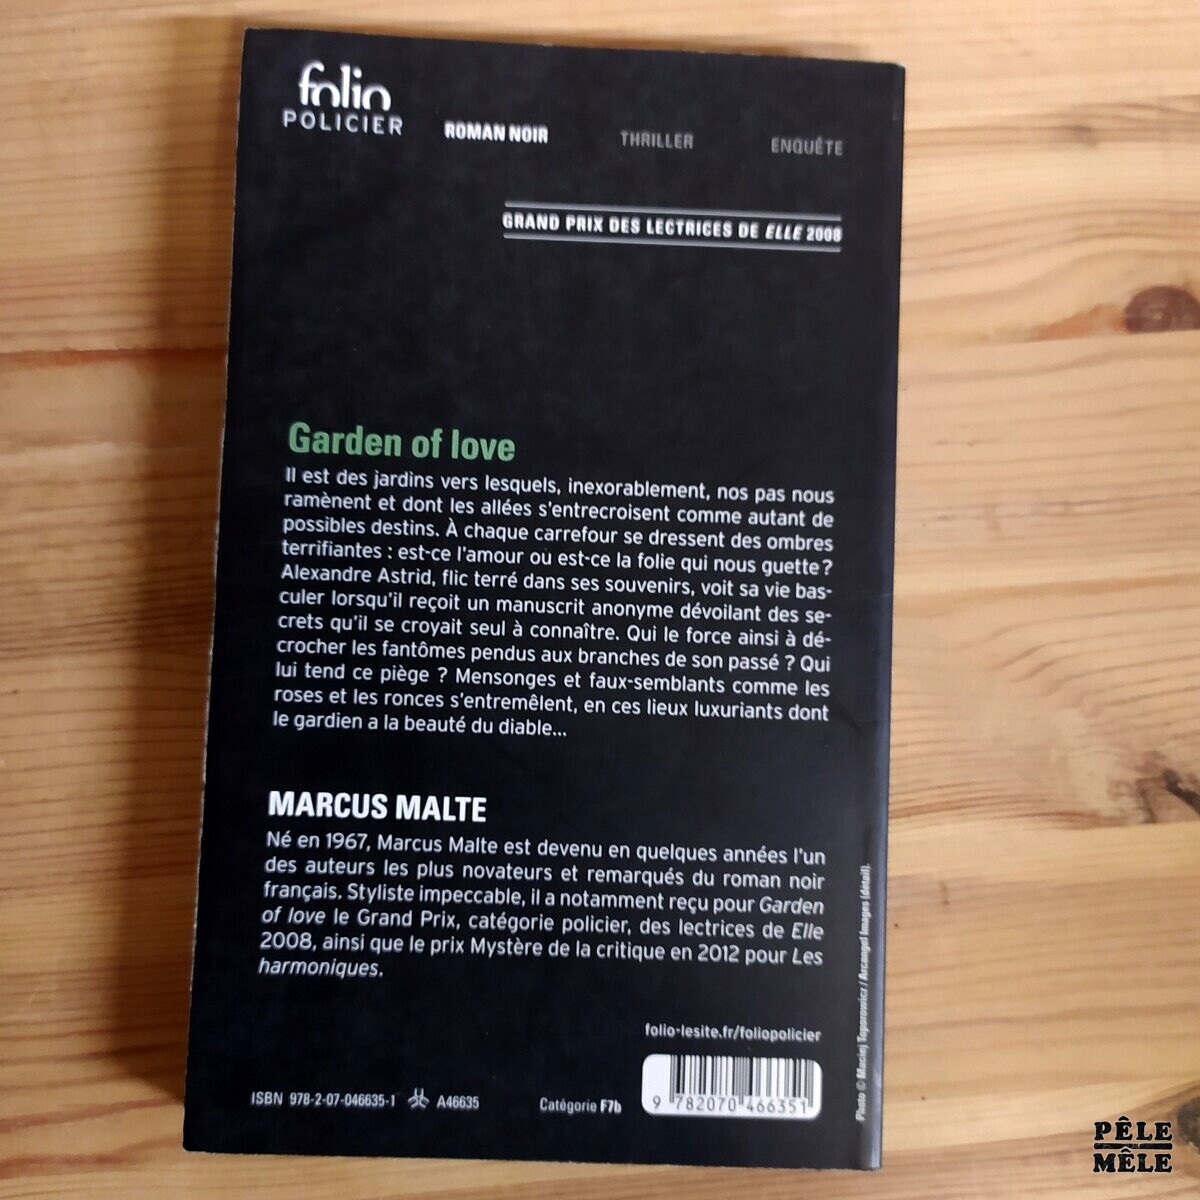 folio
POLICIER
ROMAN NOIR THRILLER ENQUÊTE
GRAND PRIX DES LECTRICES DE ELLE 2008
Garden of love
Il est des jardins vers lesquels, inexorablement, nos pas nous
ramènent et dont les allées s'entrecroisent comme autant de
possibles destins. À chaque carrefour se dressent des ombres
terrifiantes : est-ce l'amour ou est-ce la folie qui nous guette ?
Alexandre Astrid, flic terré dans ses souvenirs, voit sa vie bas-
culer lorsqu'il reçoit un manuscrit anonyme dévoilant des se-
crets qu'il se croyait seul à connaître. Qui le force ainsi à dé-
crocher les fantômes pendus aux branches de son passé ? Qui
lui tend ce piège ? Mensonges et faux-semblants comme les
roses et les ronces s'entremêlent, en ces lieux luxuriants dont
le gardien a la beauté du diable...
MARCUS MALTE
Né en 1967, Marcus Malte est devenu en quelques années l'un
des auteurs les plus novateurs et remarqués du roman noir
français. Styliste impeccable, il a notamment reçu pour Garden
of love le Grand Prix, catégorie policier, des lectrices de Elle
2008, ainsi que le prix Mystère de la critique en 2012 pour Les
harmoniques.
folio-lesite.fr/foliopolicier
ISBN 978-2-07-046635-1 A46635 Catégorie F7b
9 782070 466351
Photo © Maciej Toporowicz / Arcangel Images (détail).
PÊLE
MÊLE